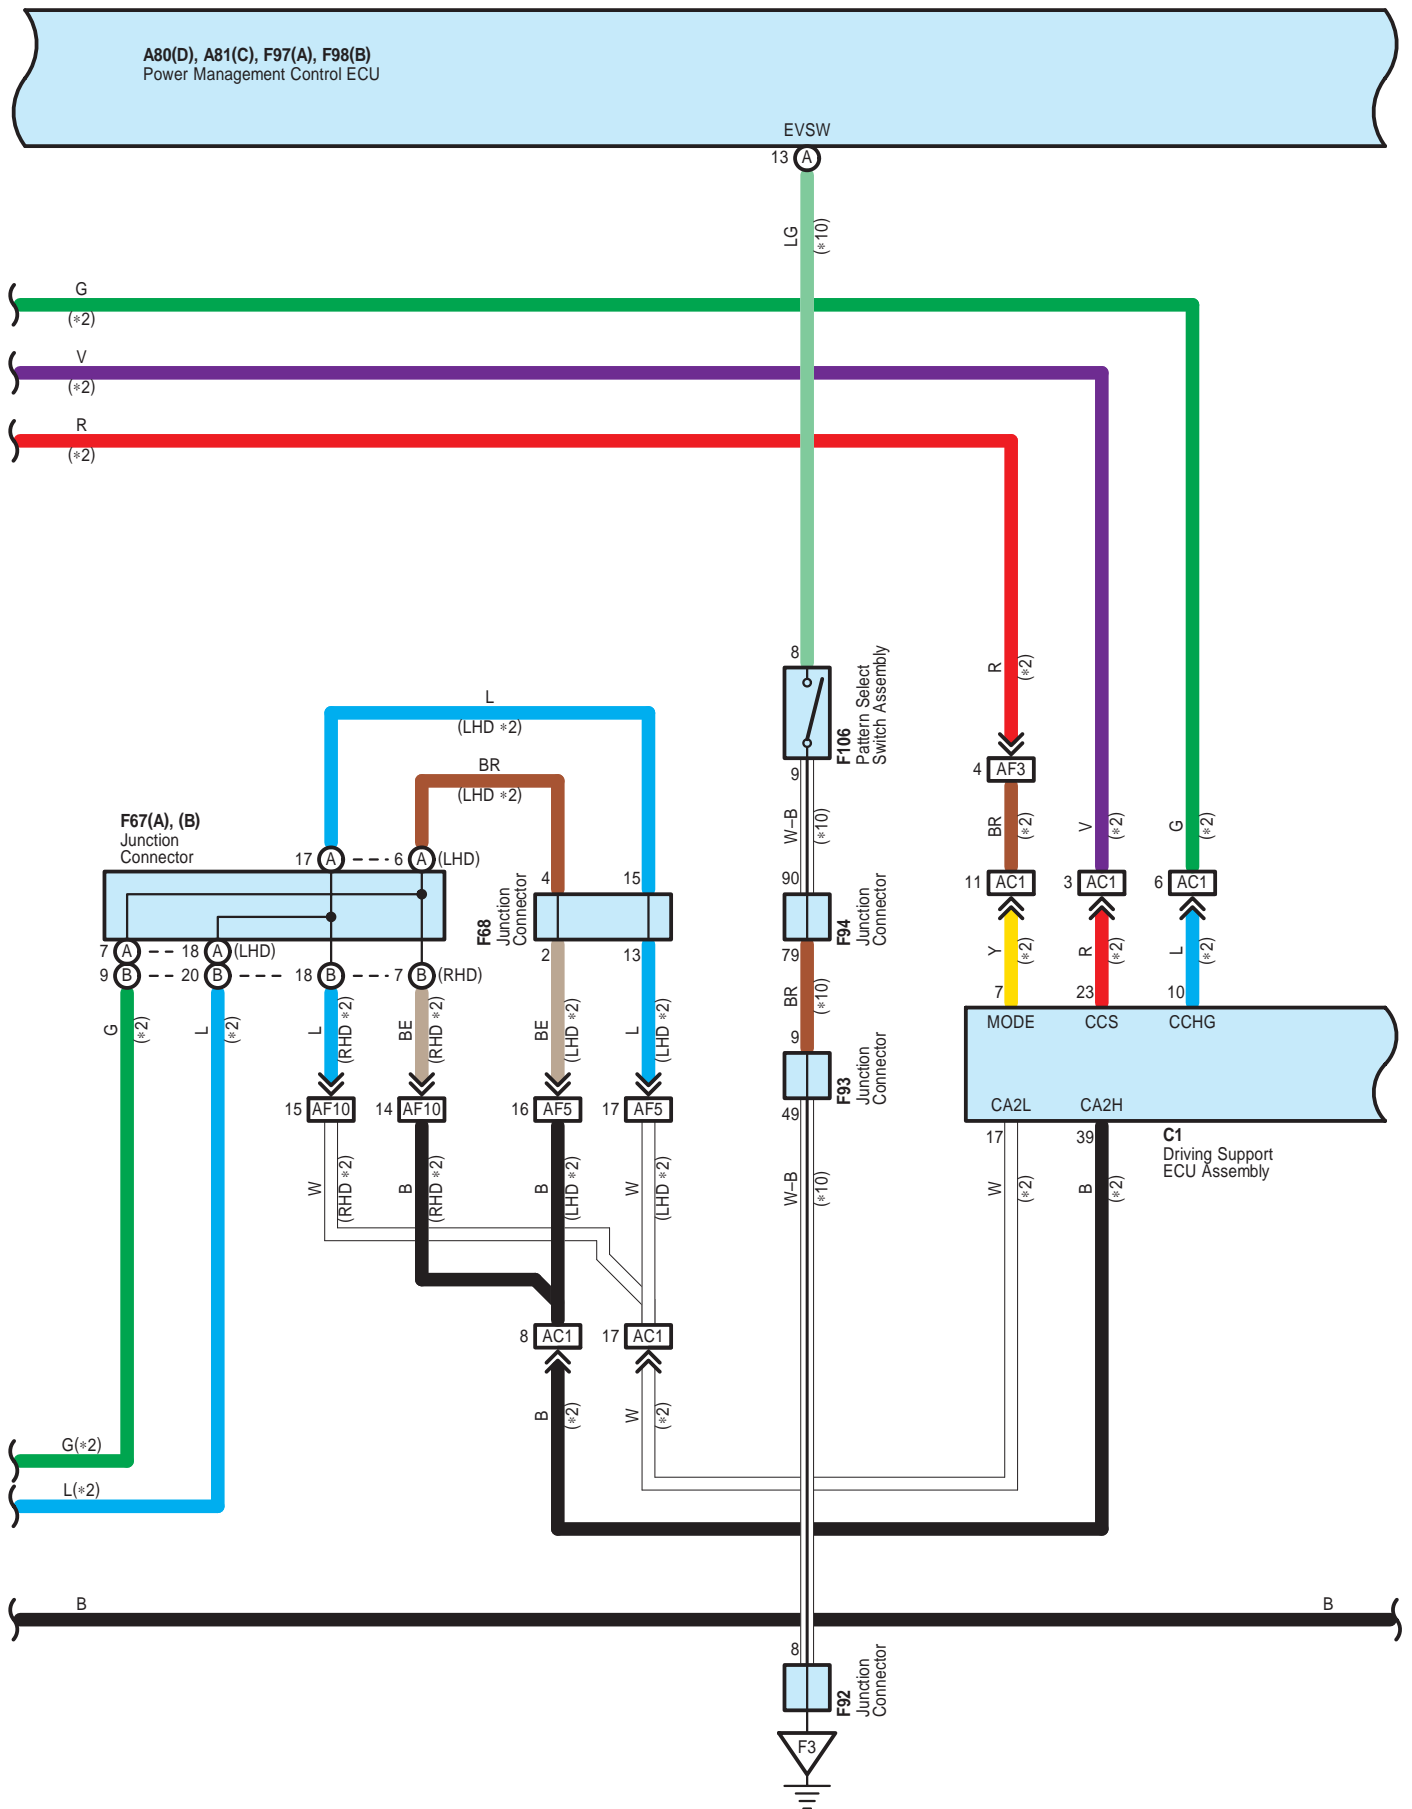 A80(D), A81(C), F97(A), F98(B)
Power Management Control ECU
EVSW
13 A
LG
(*10)
G
(*2)
V
(*2)
R
(*2)
8
F106
Pattern Select
Switch Assembly
9
R
(*2)
L
(LHD *2)
BR
(LHD *2)
4 AF3
W-B
(*10)
BR
(*2)
V
(*2)
G
(*2)
F67(A), (B)
Junction
Connector
17 A 6 A (LHD)
4
15
90
11 AC1
3 AC1
6 AC1
F68
Junction
Connector
F94
Junction
Connector
7 A 18 A (LHD)
9 B 20 B 18 B 7 B (RHD)
2
13
79
Y
(*2)
R
(*2)
L
(*2)
7
23
10
G
(*2)
L
(*2)
L
(RHD *2)
BE
(RHD *2)
BE
(LHD *2)
L
(LHD *2)
BR
(*10)
MODE
CCS
CCHG
9
F93
Junction
Connector
49
15 AF10
14 AF10
16 AF5
17 AF5
CA2L
CA2H
17
39
C1
Driving Support
ECU Assembly
W
(RHD *2)
B
(RHD *2)
B
(LHD *2)
W
(LHD *2)
W-B
(*10)
W
(*2)
B
(*2)
8 AC1
17 AC1
B
(*2)
W
(*2)
G(*2)
L(*2)
B
B
8
F92
Junction
Connector
F3